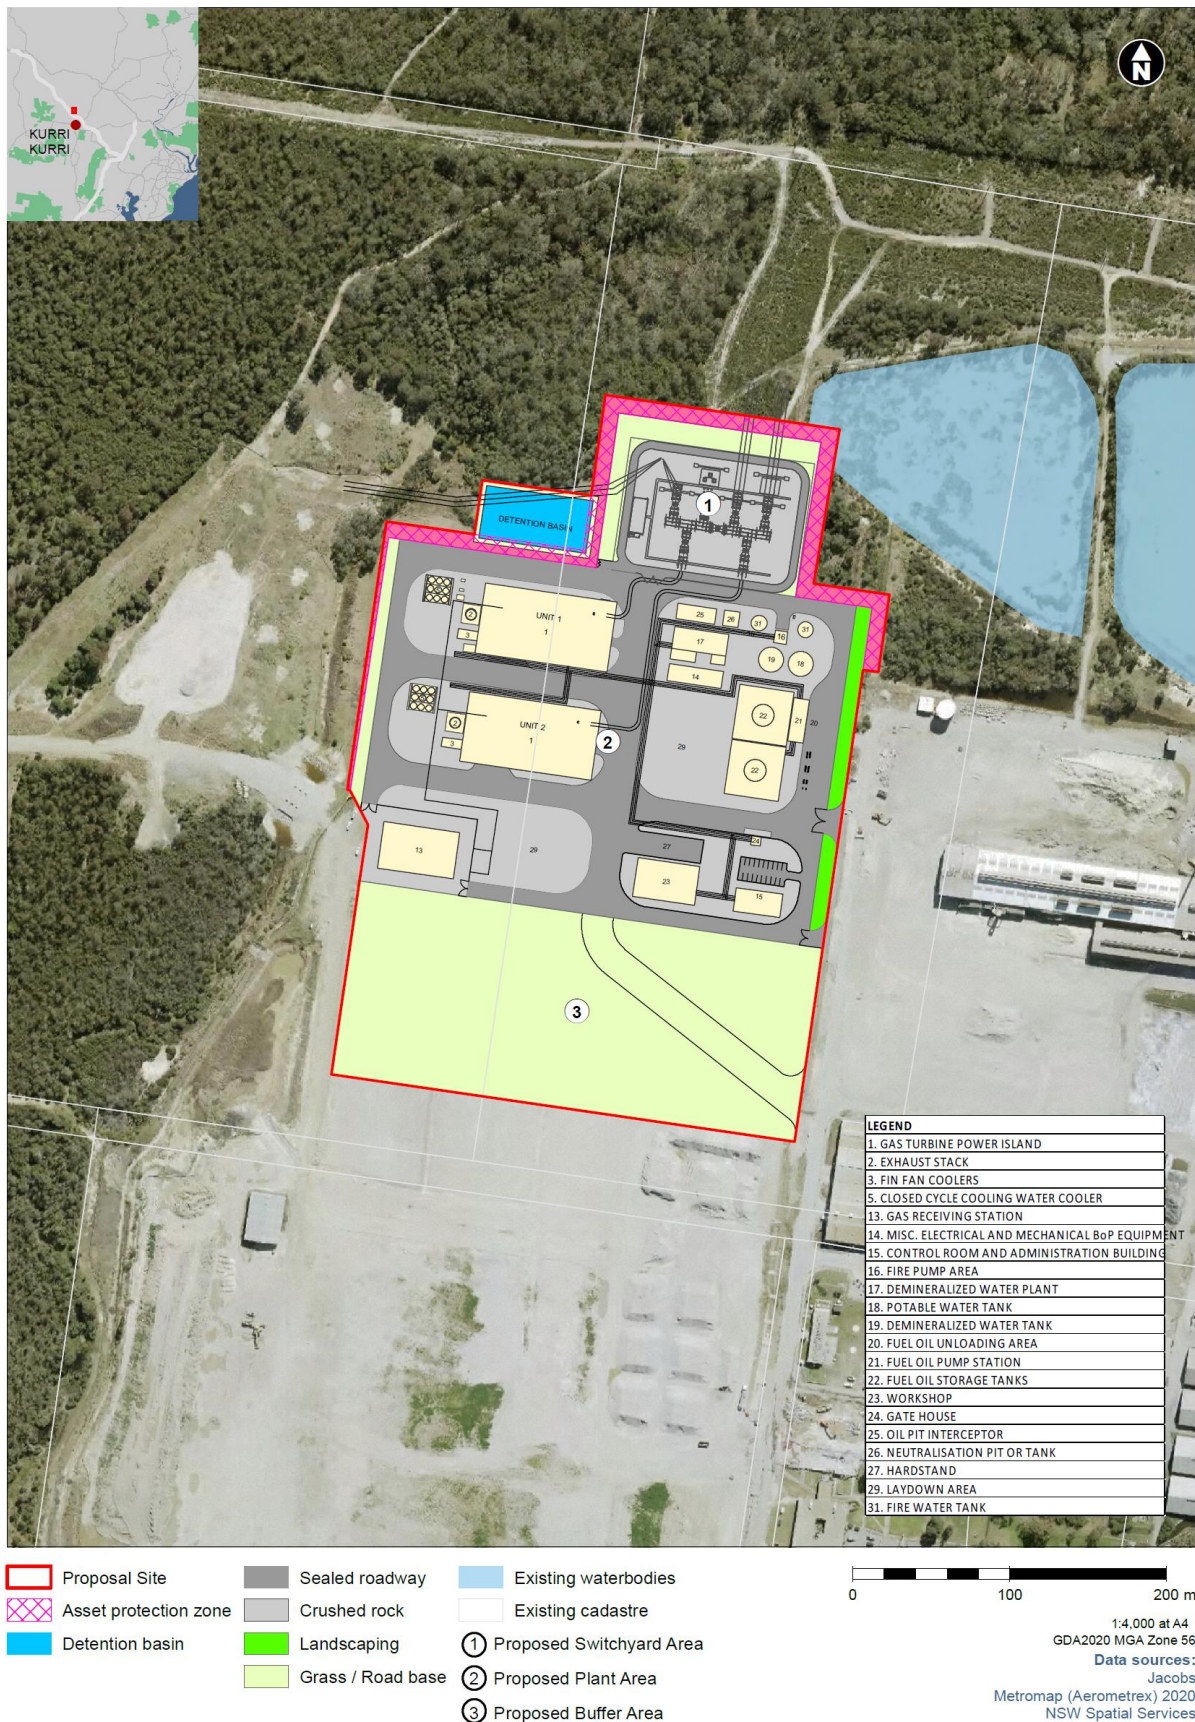 KURRI
KURRI
N
1
DETENTION BASIN
UNIT 1
1
2
3
25
26
31
16
31
17
19
18
14
UNIT 2
1
2
3
2
22
21
20
29
22
13
29
27
24
23
15
3
LEGEND
1. GAS TURBINE POWER ISLAND
2. EXHAUST STACK
3. FIN FAN COOLERS
5. CLOSED CYCLE COOLING WATER COOLER
13. GAS RECEIVING STATION
14. MISC. ELECTRICAL AND MECHANICAL BoP EQUIPMENT
15. CONTROL ROOM AND ADMINISTRATION BUILDING
16. FIRE PUMP AREA
17. DEMINERALIZED WATER PLANT
18. POTABLE WATER TANK
19. DEMINERALIZED WATER TANK
20. FUEL OIL UNLOADING AREA
21. FUEL OIL PUMP STATION
22. FUEL OIL STORAGE TANKS
23. WORKSHOP
24. GATE HOUSE
25. OIL PIT INTERCEPTOR
26. NEUTRALISATION PIT OR TANK
27. HARDSTAND
29. LAYDOWN AREA
31. FIRE WATER TANK
Proposal Site
Asset protection zone
Detention basin
Sealed roadway
Crushed rock
Landscaping
Grass / Road base
Existing waterbodies
Existing cadastre
1 Proposed Switchyard Area
2 Proposed Plant Area
3 Proposed Buffer Area
0 100 200 m
1:4,000 at A4
GDA2020 MGA Zone 56
Data sources:
Jacobs
Metromap (Aerometrex) 2020
NSW Spatial Services